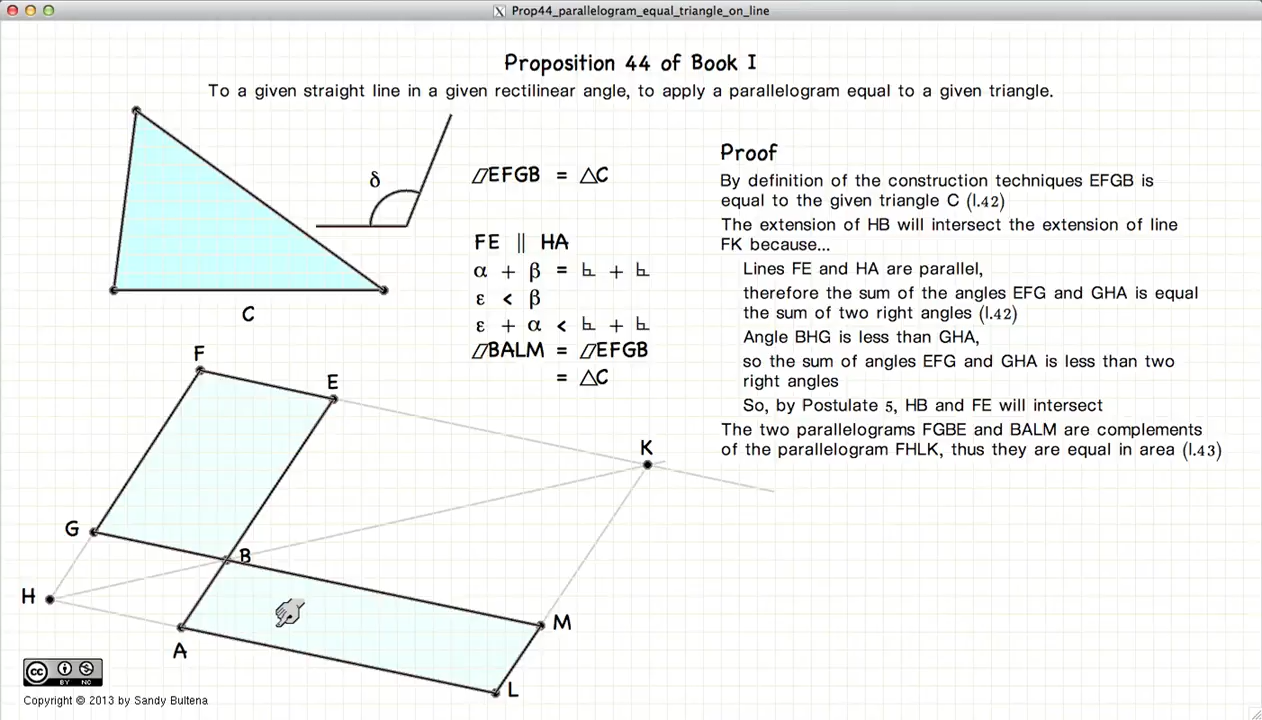 Prop44_parallelogram_equal_triangle_on_line
Proposition 44 of Book I
To a given straight line in a given rectilinear angle, to apply a parallelogram equal to a given triangle.
δ
C
▱EFGB = △C
FE ∥ HA
α + β = ⊾ + ⊾
ε < β
ε + α < ⊾ + ⊾
▱BALM = ▱EFGB
= △C
Proof
By definition of the construction techniques EFGB is
equal to the given triangle C (I.42)
The extension of HB will intersect the extension of line
FK because...
Lines FE and HA are parallel,
therefore the sum of the angles EFG and GHA is equal
the sum of two right angles (I.42)
Angle BHG is less than GHA,
so the sum of angles EFG and GHA is less than two
right angles
So, by Postulate 5, HB and FE will intersect
The two parallelograms FGBE and BALM are complements
of the parallelogram FHLK, thus they are equal in area (I.43)
F
E
K
G
B
H
M
A
L
cc
BY NC
Copyright © 2013 by Sandy Bultena